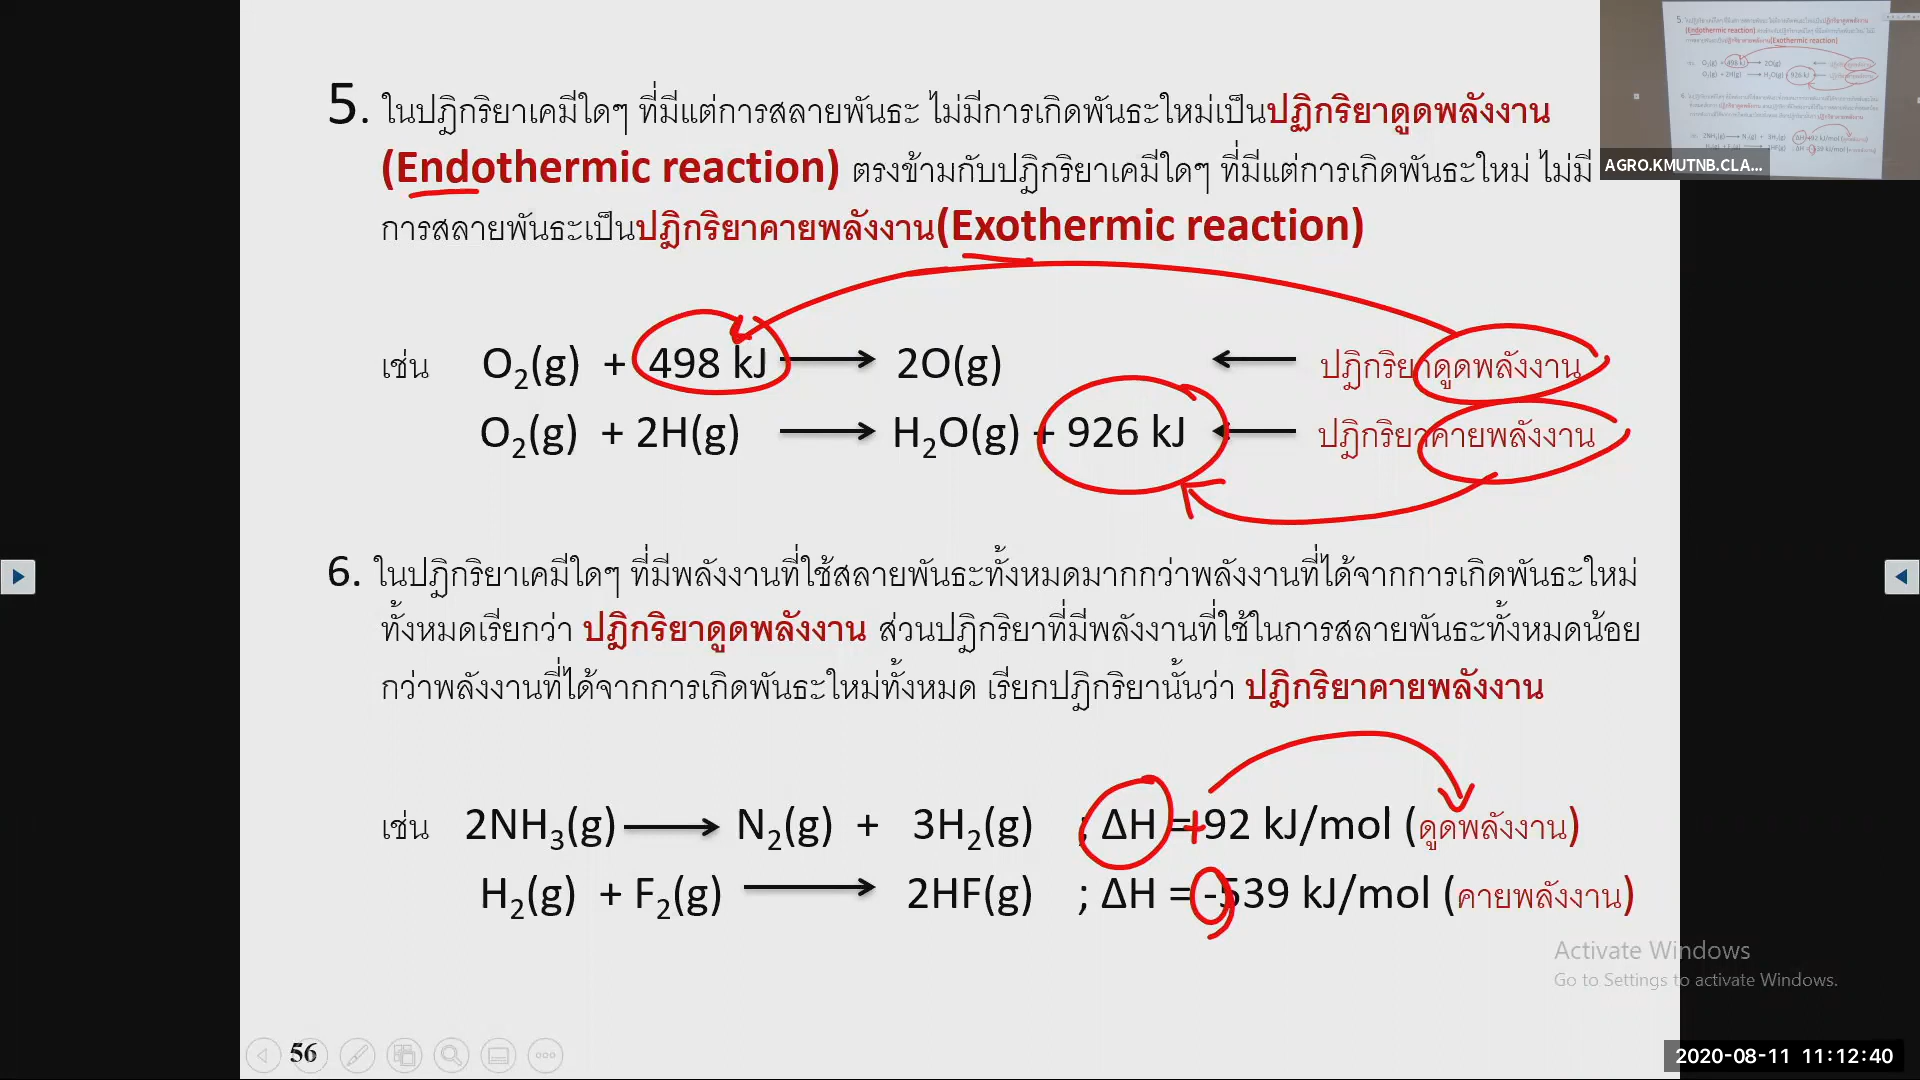 5. ในปฏิกริยาเคมีใดๆ ที่มีแต่การสลายพันธะ ไม่มีการเกิดพันธะใหม่เป็นปฏิกริยาดูดพลังงาน
(Endothermic reaction) ตรงข้ามกับปฏิกริยาเคมีใดๆ ที่มีแต่การเกิดพันธะใหม่ ไม่มี
การสลายพันธะเป็นปฏิกริยาคายพลังงาน(Exothermic reaction)
เช่น O₂(g) + 498 kJ → 2O(g) ← ปฏิกริยาดูดพลังงาน
O₂(g) + 2H(g) → H₂O(g) + 926 kJ ← ปฏิกริยาคายพลังงาน
6. ในปฏิกริยาเคมีใดๆ ที่มีพลังงานที่ใช้สลายพันธะทั้งหมดมากกว่าพลังงานที่ได้จากการเกิดพันธะใหม่
ทั้งหมดเรียกว่า ปฏิกริยาดูดพลังงาน ส่วนปฏิกริยาที่มีพลังงานที่ใช้ในการสลายพันธะทั้งหมดน้อย
กว่าพลังงานที่ได้จากการเกิดพันธะใหม่ทั้งหมด เรียกปฏิกริยานั้นว่า ปฏิกริยาคายพลังงาน
เช่น 2NH₃(g) → N₂(g) + 3H₂(g) ; ΔH = +92 kJ/mol (ดูดพลังงาน)
H₂(g) + F₂(g) → 2HF(g) ; ΔH = -539 kJ/mol (คายพลังงาน)
AGRO.KMUTNB.CLA...
Activate Windows
Go to Settings to activate Windows.
56
2020-08-11 11:12:40